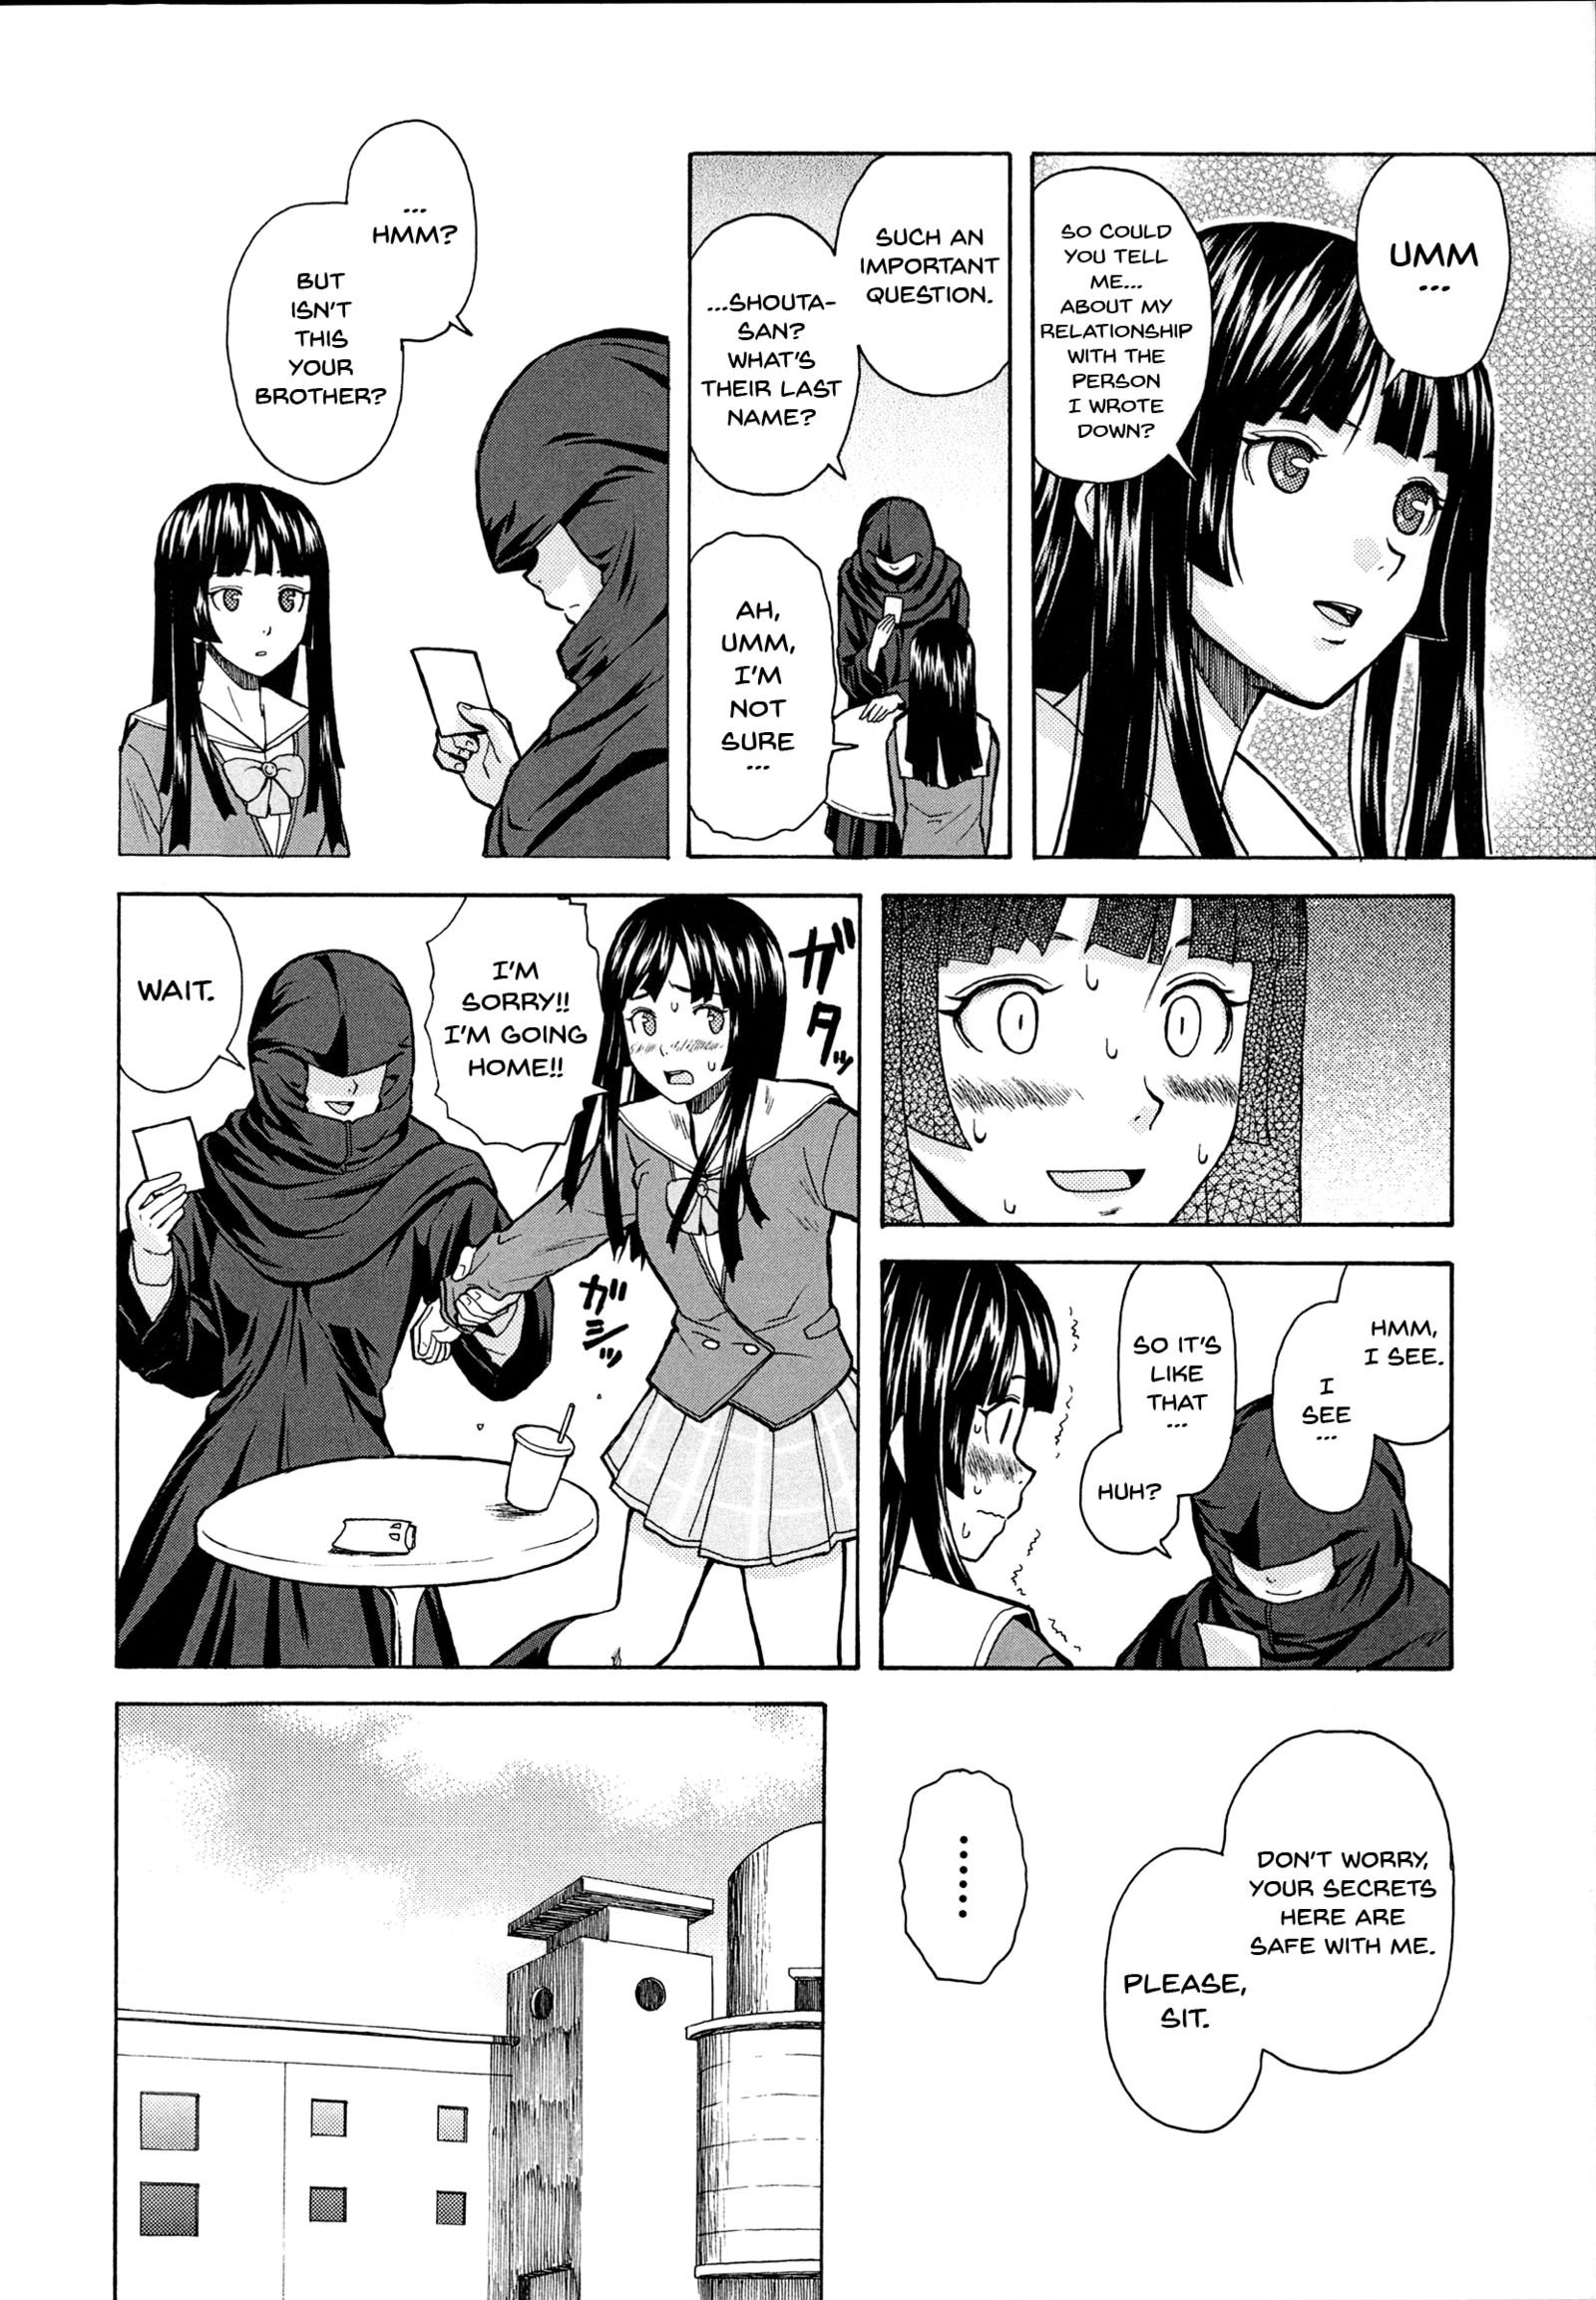 UMM
...
SO COULD
YOU TELL
ME...
ABOUT MY
RELATIONSHIP
WITH THE
PERSON
I WROTE
DOWN?
SUCH AN
IMPORTANT
QUESTION.
...SHOUTA-
SAN?
WHAT'S
THEIR LAST
NAME?
AH,
UMM,
I'M
NOT
SURE
...
...
HMM?
BUT
ISN'T
THIS
YOUR
BROTHER?
HMM,
I SEE.
I
SEE
...
SO IT'S
LIKE
THAT
...
HUH?
ガタッ
I'M
SORRY!!
I'M GOING
HOME!!
WAIT.
ガシッ
DON'T WORRY,
YOUR SECRETS
HERE ARE
SAFE WITH ME.
PLEASE,
SIT.
......